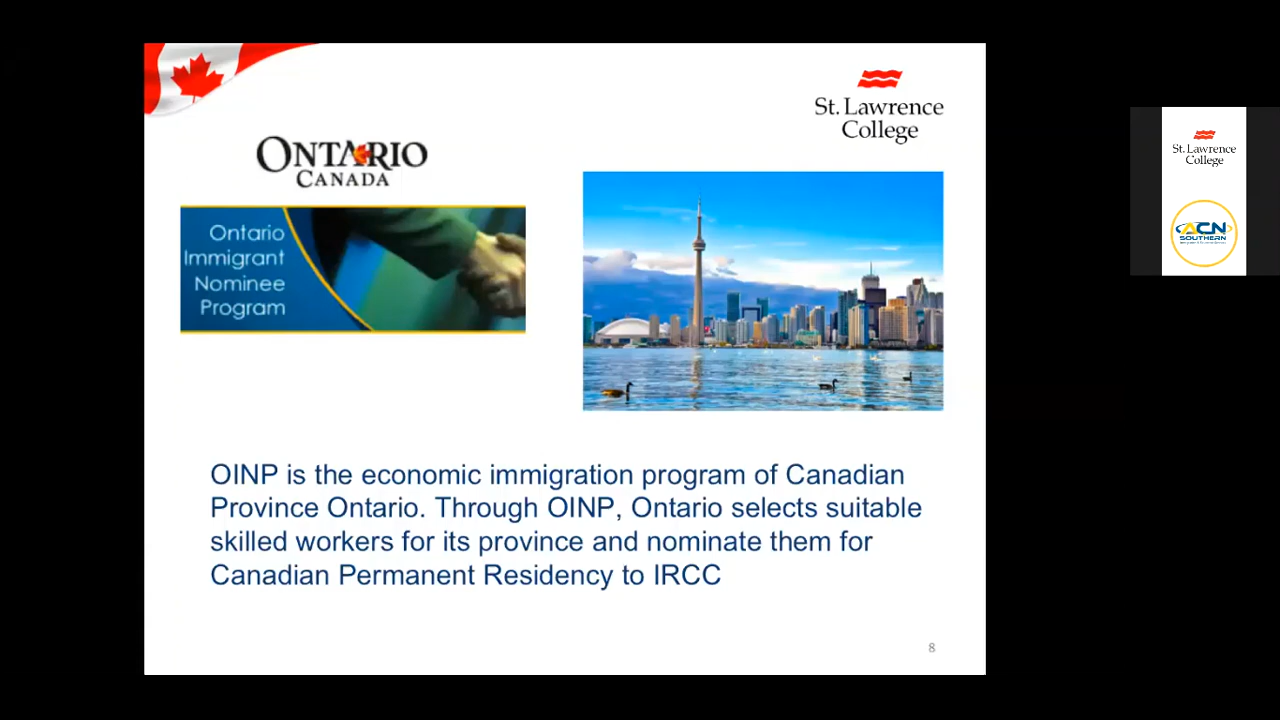 St. Lawrence
College
ONTARIO
CANADA
Ontario
Immigrant
Nominee
Program
OINP is the economic immigration program of Canadian
Province Ontario. Through OINP, Ontario selects suitable
skilled workers for its province and nominate them for
Canadian Permanent Residency to IRCC
8
St. Lawrence
College
ACN
SOUTHERN